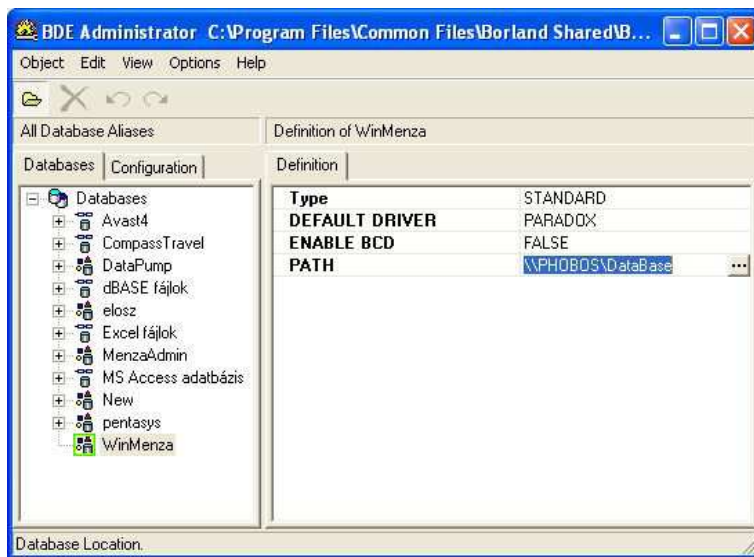 BDE Administrator C:\Program Files\Common Files\Borland Shared\B...
Object Edit View Options Help
All Database Aliases
Definition of WinMenza
Databases Configuration
Definition
Databases
Avast4
CompassTravel
DataPump
dBASE fájlok
elosz
Excel fájlok
MenzaAdmin
MS Access adatbázis
New
pentasys
WinMenza
Type STANDARD
DEFAULT DRIVER PARADOX
ENABLE BCD FALSE
PATH \\PHOBOS\DataBase ...
Database Location.